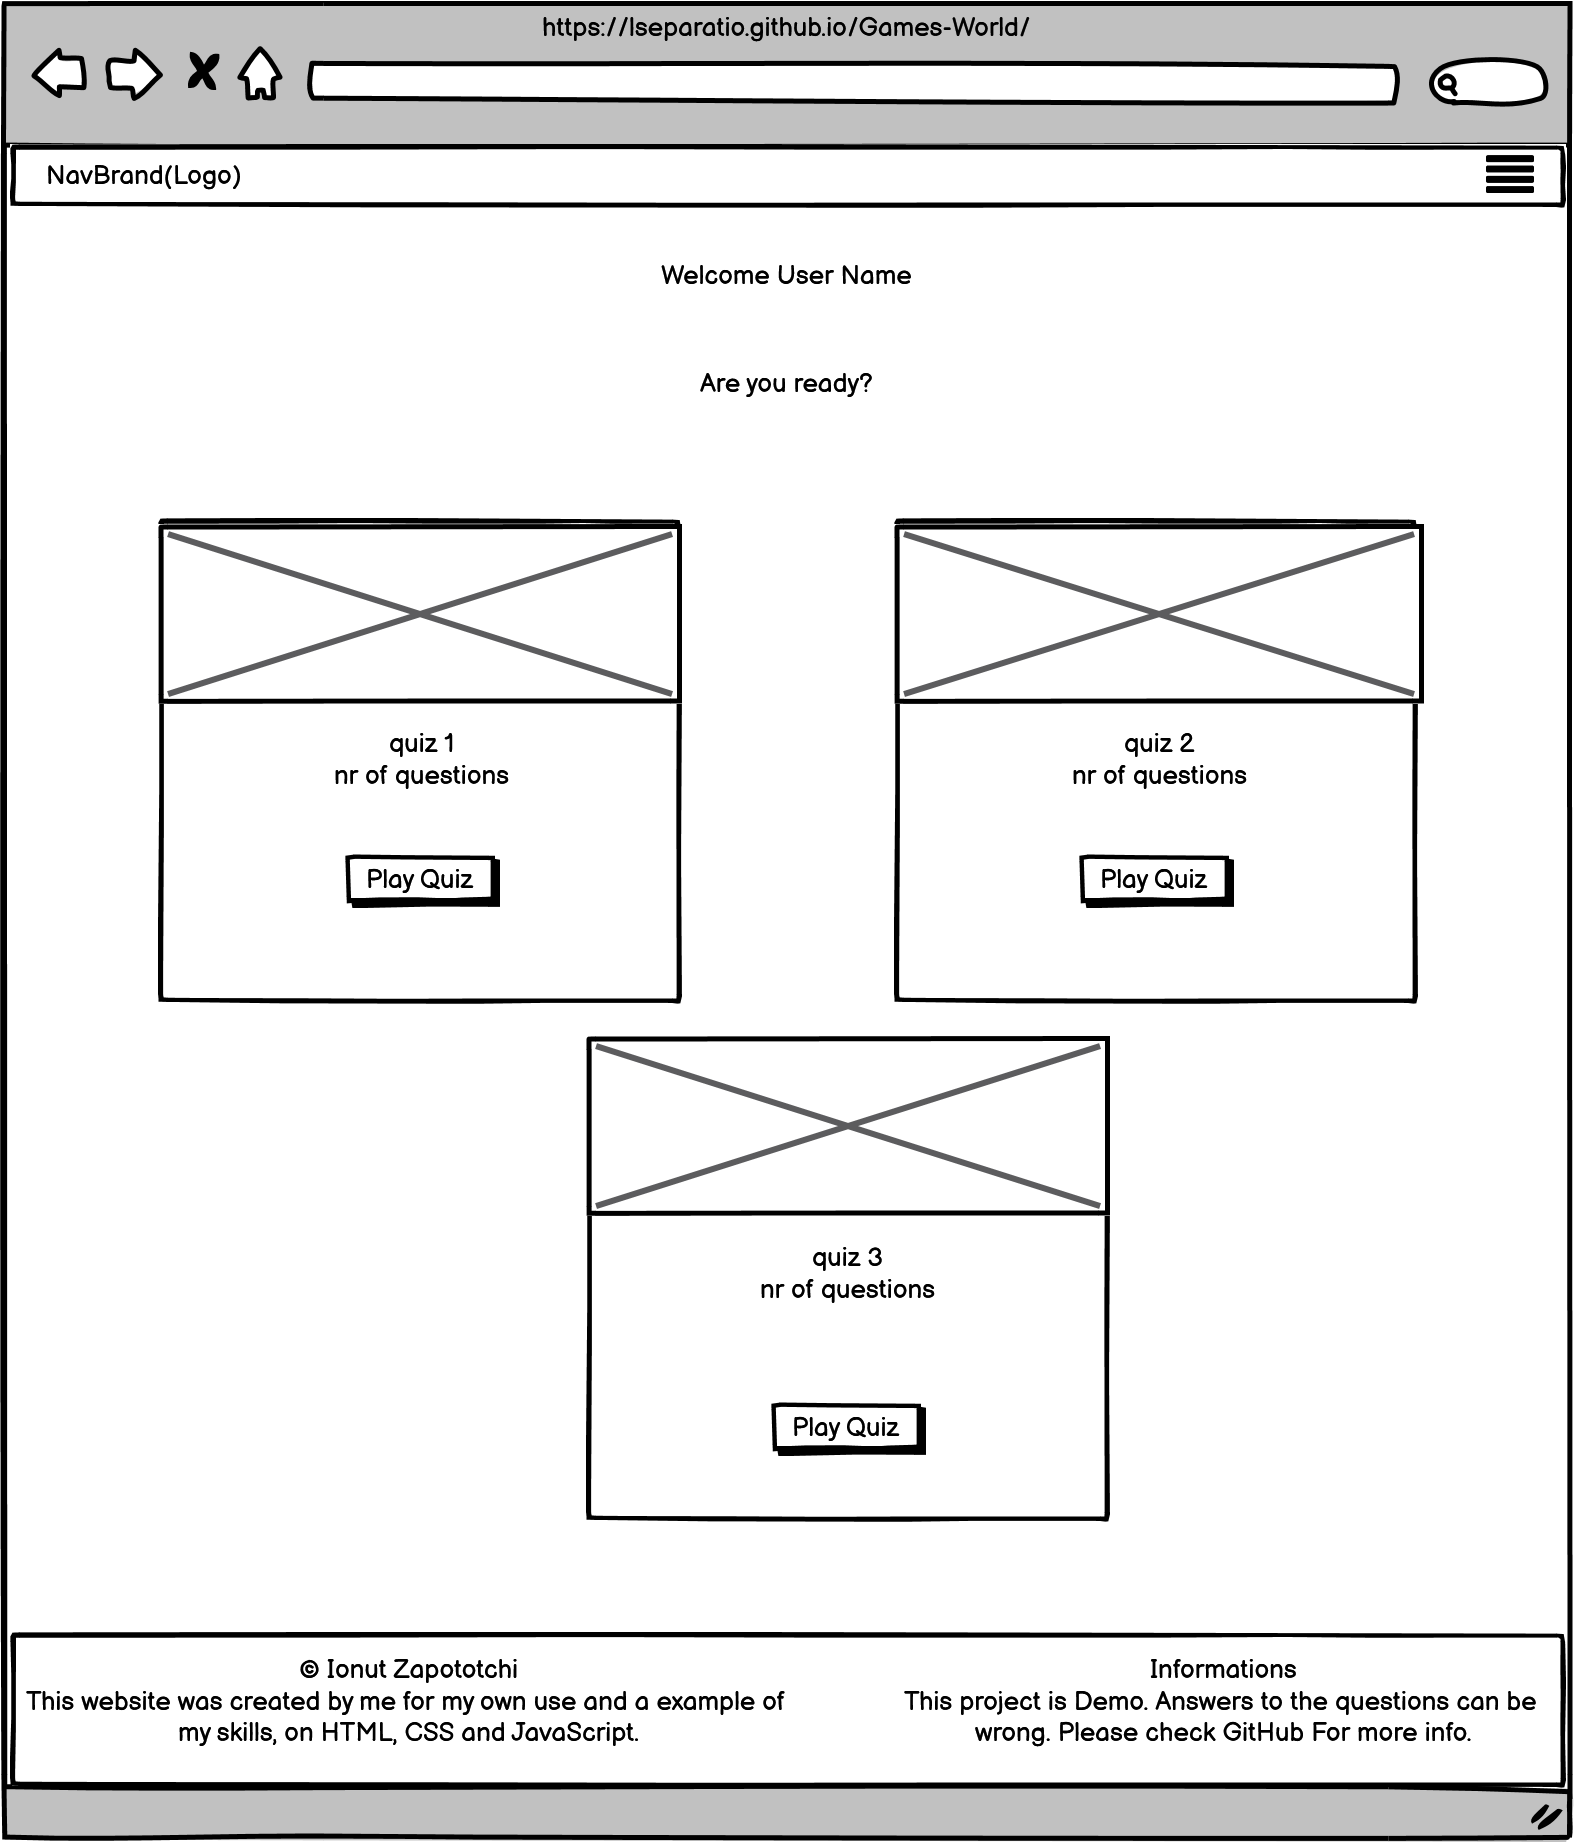 https://Iseparatio.github.io/Games-World/
NavBrand(Logo)
Welcome User Name
Are you ready?
quiz 1
nr of questions
Play Quiz
quiz 2
nr of questions
Play Quiz
quiz 3
nr of questions
Play Quiz
© Ionut Zapototchi
This website was created by me for my own use and a example of
my skills, on HTML, CSS and JavaScript.
Informations
This project is Demo. Answers to the questions can be
wrong. Please check GitHub For more info.